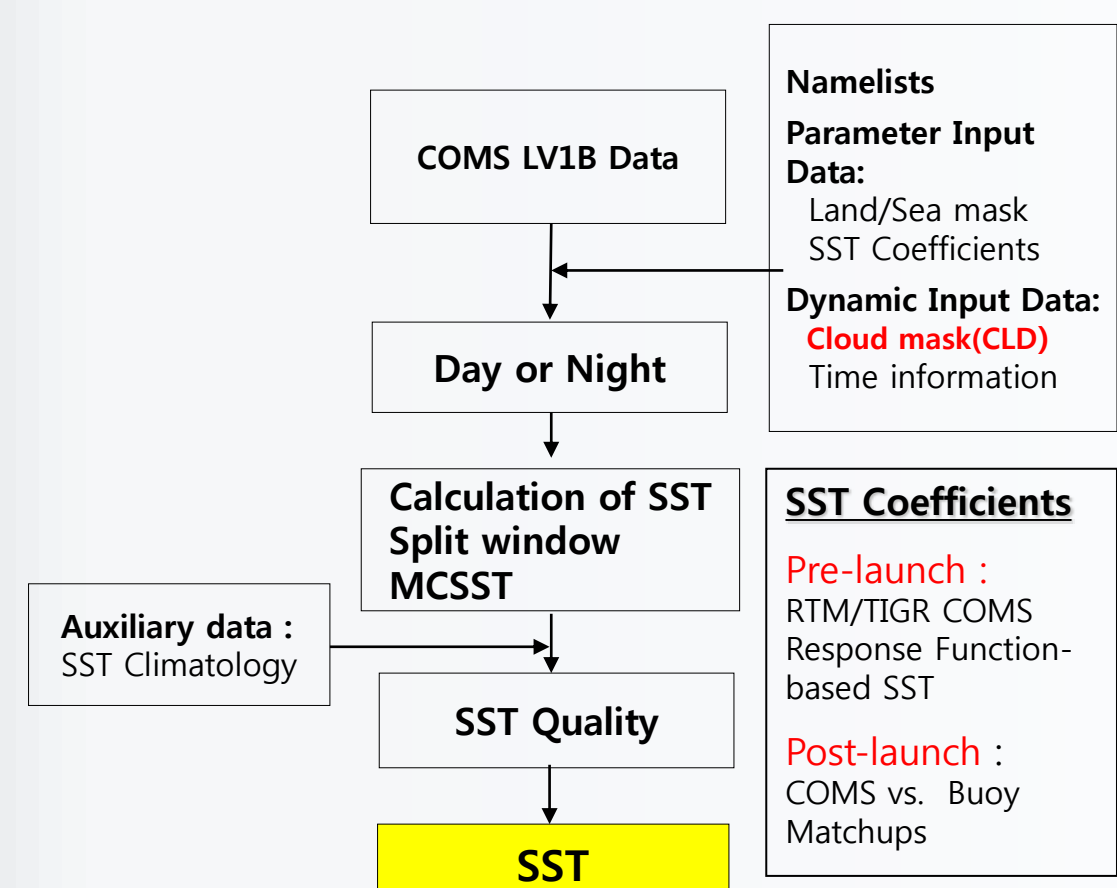 COMS LV1B Data
Namelists
Parameter Input
Data:
Land/Sea mask
SST Coefficients
Dynamic Input Data:
Cloud mask(CLD)
Time information
Day or Night
Calculation of SST
Split window
MCSST
Auxiliary data :
SST Climatology
SST Quality
SST
SST Coefficients
Pre-launch :
RTM/TIGR COMS
Response Function-
based SST
Post-launch :
COMS vs. Buoy
Matchups